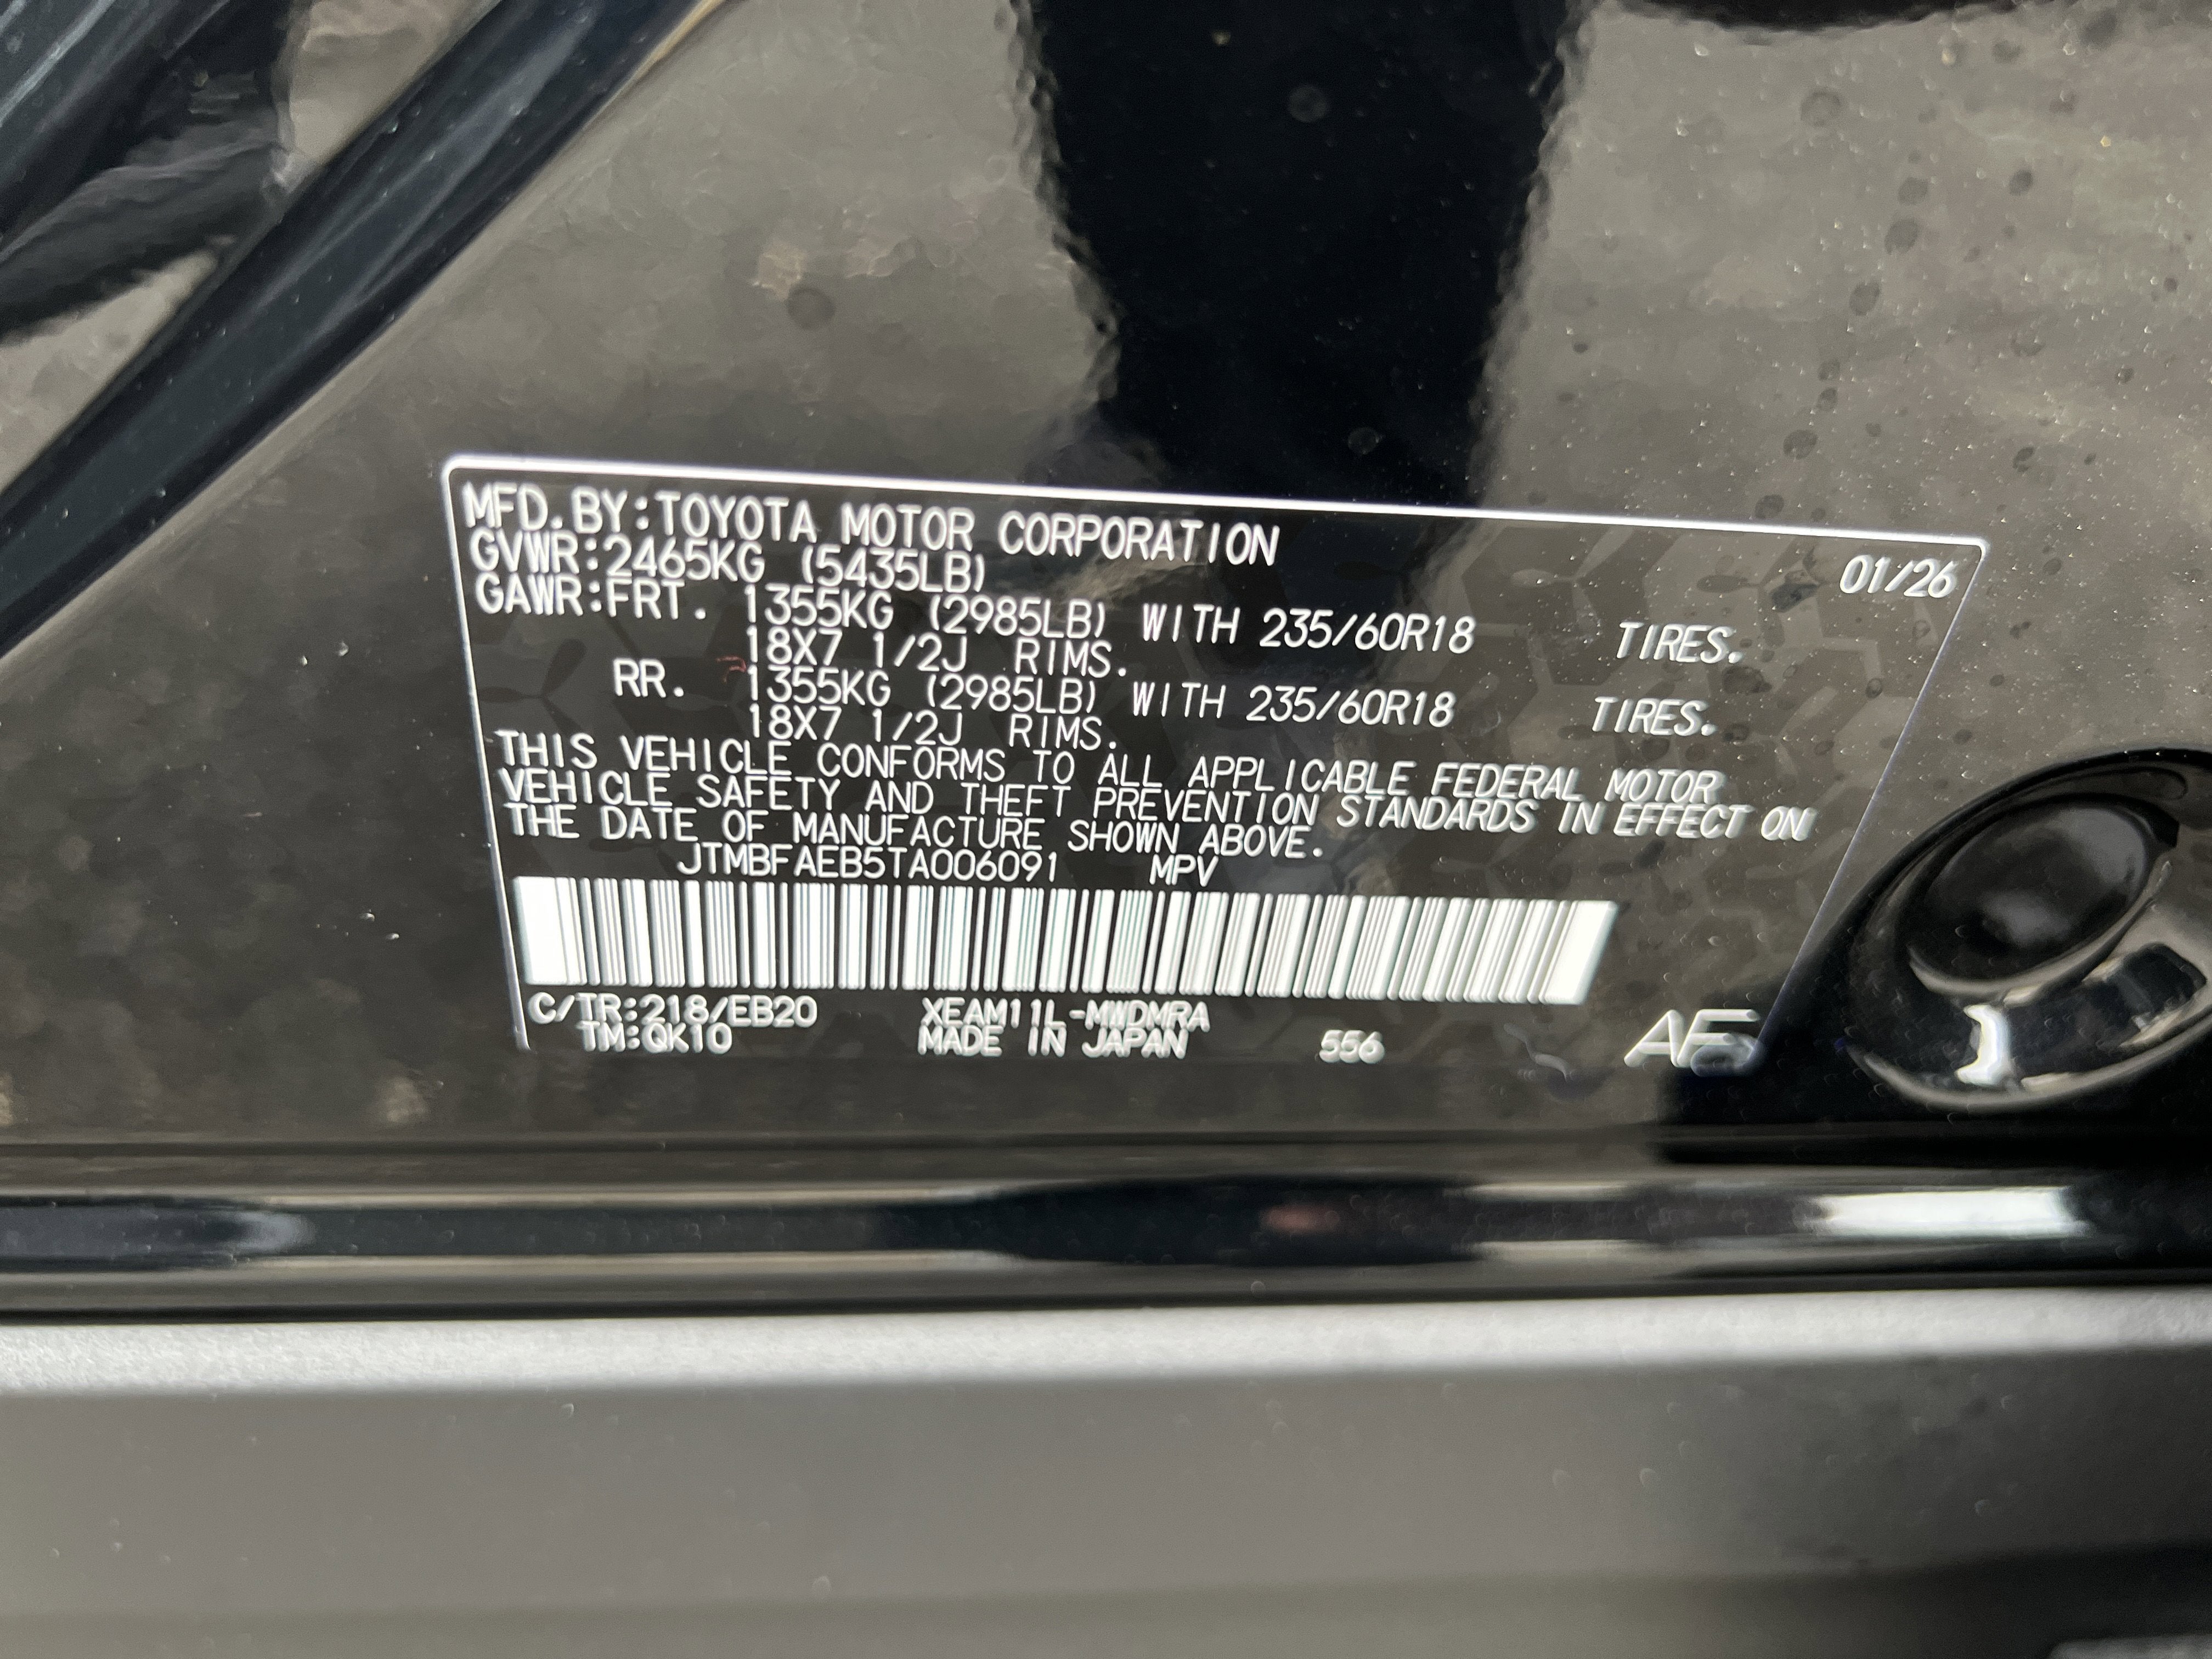 MFD.BY:TOYOTA MOTOR CORPORATION 01/26
GVWR:2465KG (5435LB)
GAWR:FRT. 1355KG (2985LB) WITH 235/60R18 TIRES.
18X7 1/2J RIMS.
RR. 1355KG (2985LB) WITH 235/60R18 TIRES.
18X7 1/2J RIMS.
THIS VEHICLE CONFORMS TO ALL APPLICABLE FEDERAL MOTOR
VEHICLE SAFETY AND THEFT PREVENTION STANDARDS IN EFFECT ON
THE DATE OF MANUFACTURE SHOWN ABOVE.
JTMBFAEB5TA006091 MPV
C/TR:218/EB20 XEAM11L-MWDMRA
TM:QK10 MADE IN JAPAN 556